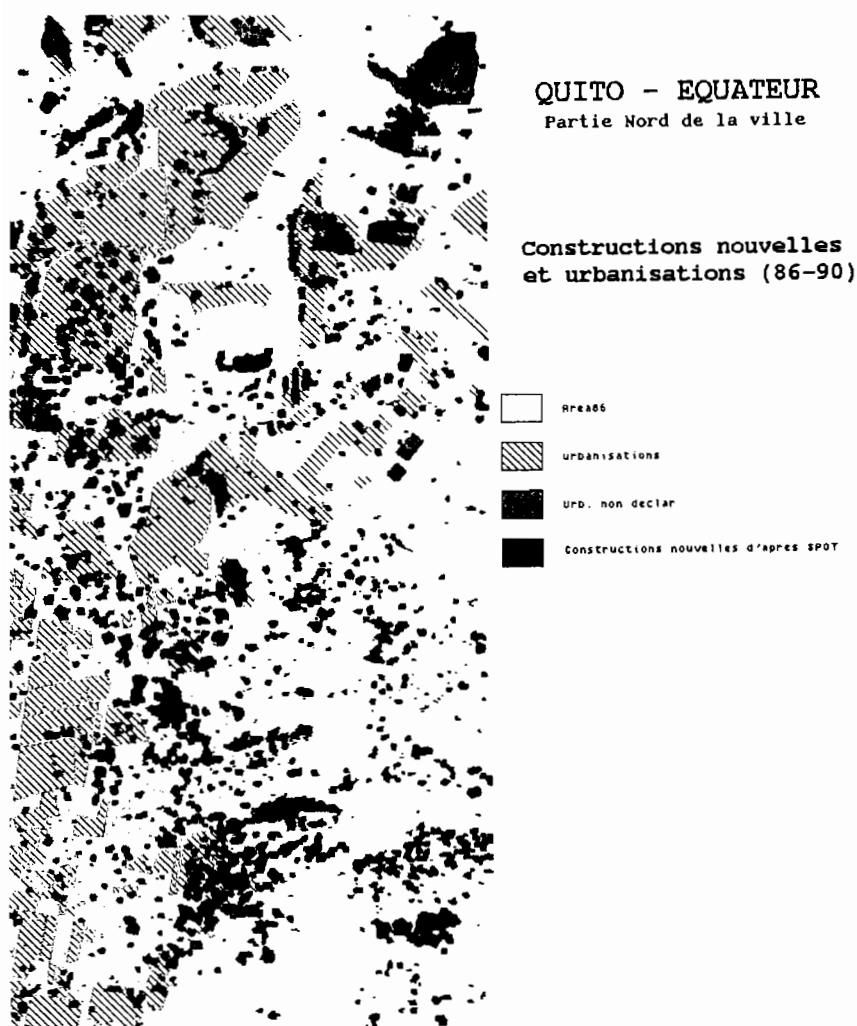 QUITO - EQUATEUR
Partie Nord de la ville
Constructions nouvelles
et urbanisations (86-90)
Area86
urbanisations
Urb. non declar
Constructions nouvelles d'apres SPOT